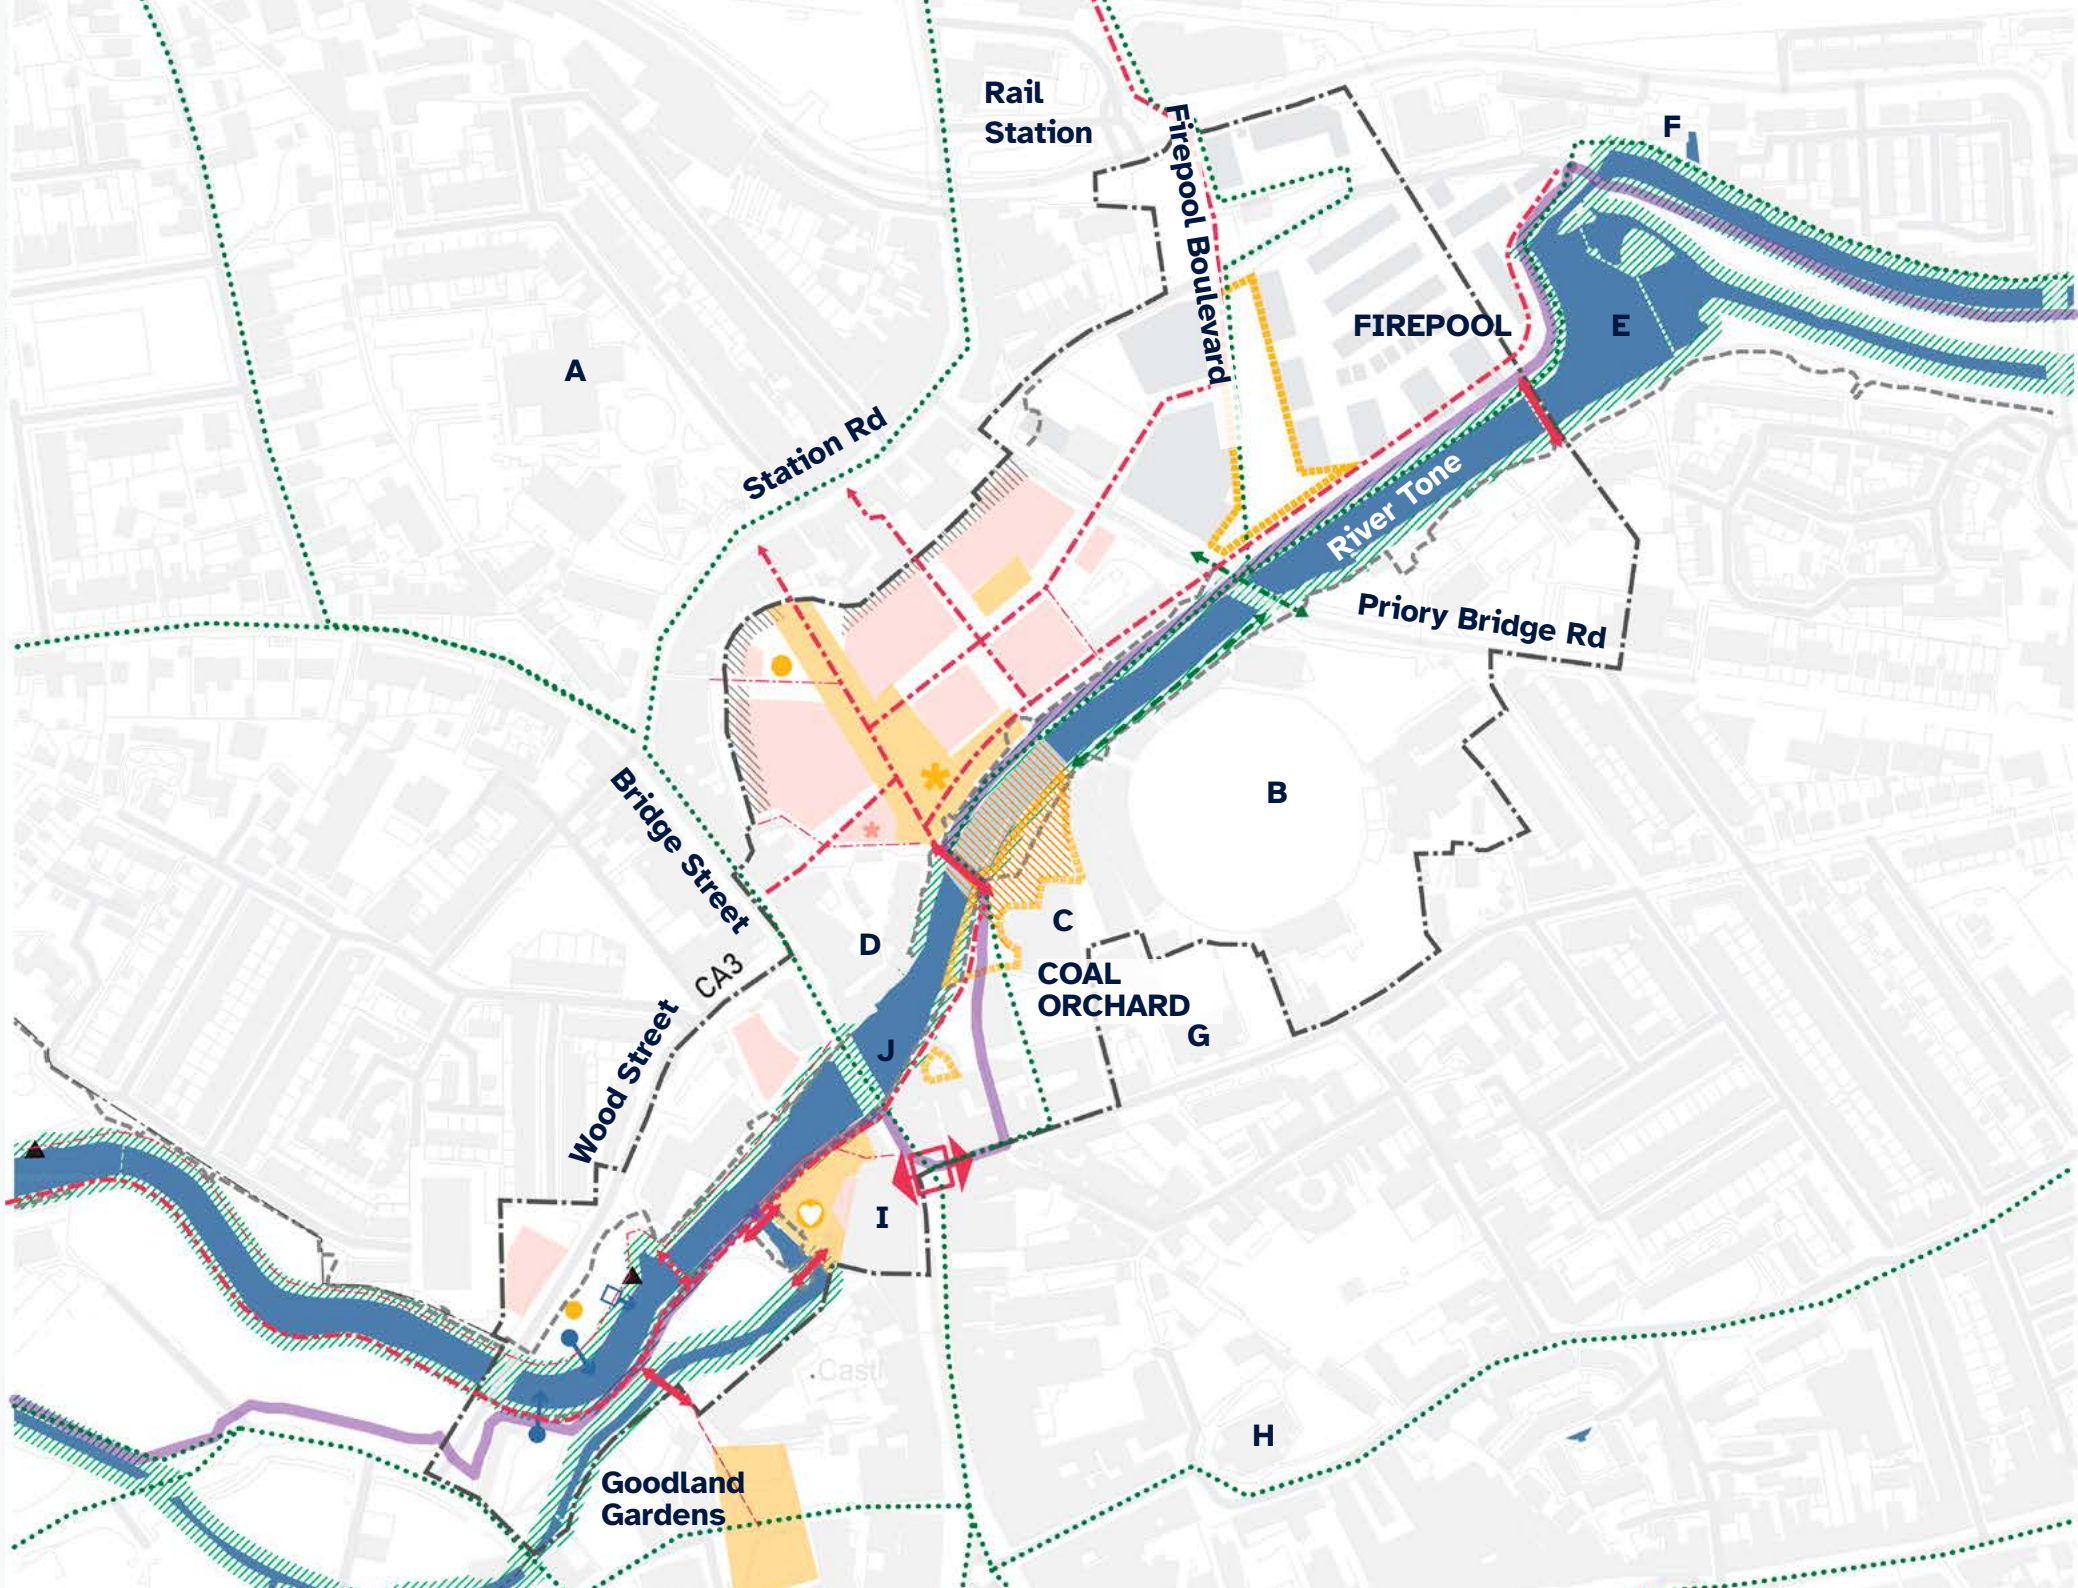 Rail
Station
F
Firepool Boulevard
FIREPOOL
E
A
Station Rd
River Tone
Priory Bridge Rd
B
Bridge Street
C
D
CA3
COAL
ORCHARD
G
Wood Street
J
I
H
Goodland
Gardens